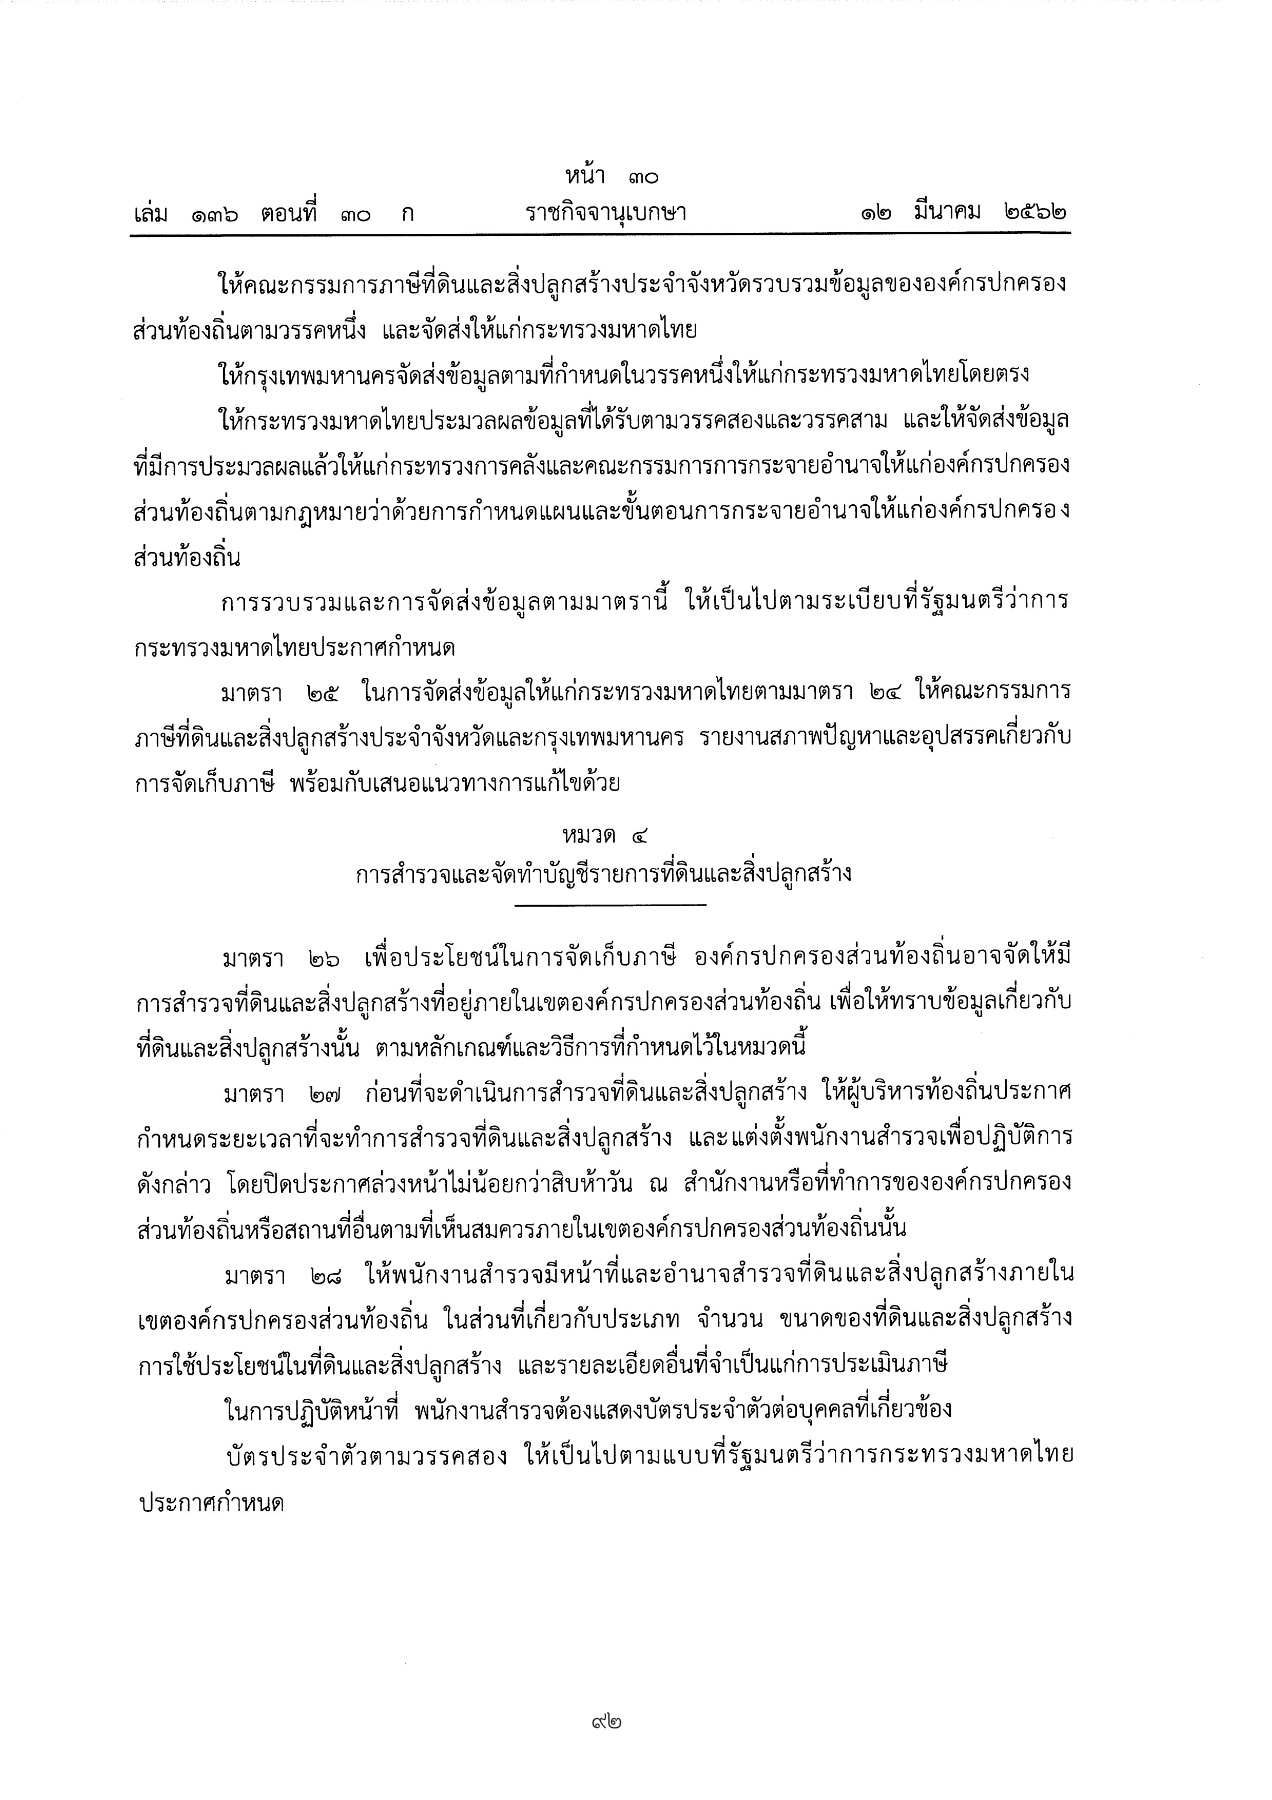 หน้า ๓๐
เล่ม ๑๓๖ ตอนที่ ๓๐ ก ราชกิจจานุเบกษา ๑๒ มีนาคม ๒๕๖๒
ให้คณะกรรมการภาษีที่ดินและสิ่งปลูกสร้างประจำจังหวัดรวบรวมข้อมูลขององค์กรปกครอง
ส่วนท้องถิ่นตามวรรคหนึ่ง และจัดส่งให้แก่กระทรวงมหาดไทย
ให้กรุงเทพมหานครจัดส่งข้อมูลตามที่กำหนดในวรรคหนึ่งให้แก่กระทรวงมหาดไทยโดยตรง
ให้กระทรวงมหาดไทยประมวลผลข้อมูลที่ได้รับตามวรรคสองและวรรคสาม และให้จัดส่งข้อมูล
ที่มีการประมวลผลแล้วให้แก่กระทรวงการคลังและคณะกรรมการการกระจายอำนาจให้แก่องค์กรปกครอง
ส่วนท้องถิ่นตามกฎหมายว่าด้วยการกำหนดแผนและขั้นตอนการกระจายอำนาจให้แก่องค์กรปกครอง
ส่วนท้องถิ่น
การรวบรวมและการจัดส่งข้อมูลตามมาตรานี้ ให้เป็นไปตามระเบียบที่รัฐมนตรีว่าการ
กระทรวงมหาดไทยประกาศกำหนด
มาตรา ๒๕ ในการจัดส่งข้อมูลให้แก่กระทรวงมหาดไทยตามมาตรา ๒๔ ให้คณะกรรมการ
ภาษีที่ดินและสิ่งปลูกสร้างประจำจังหวัดและกรุงเทพมหานคร รายงานสภาพปัญหาและอุปสรรคเกี่ยวกับ
การจัดเก็บภาษี พร้อมกับเสนอแนวทางการแก้ไขด้วย
หมวด ๔
การสำรวจและจัดทำบัญชีรายการที่ดินและสิ่งปลูกสร้าง
มาตรา ๒๖ เพื่อประโยชน์ในการจัดเก็บภาษี องค์กรปกครองส่วนท้องถิ่นอาจจัดให้มี
การสำรวจที่ดินและสิ่งปลูกสร้างที่อยู่ภายในเขตองค์กรปกครองส่วนท้องถิ่น เพื่อให้ทราบข้อมูลเกี่ยวกับ
ที่ดินและสิ่งปลูกสร้างนั้น ตามหลักเกณฑ์และวิธีการที่กำหนดไว้ในหมวดนี้
มาตรา ๒๗ ก่อนที่จะดำเนินการสำรวจที่ดินและสิ่งปลูกสร้าง ให้ผู้บริหารท้องถิ่นประกาศ
กำหนดระยะเวลาที่จะทำการสำรวจที่ดินและสิ่งปลูกสร้าง และแต่งตั้งพนักงานสำรวจเพื่อปฏิบัติการ
ดังกล่าว โดยปิดประกาศล่วงหน้าไม่น้อยกว่าสิบห้าวัน ณ สำนักงานหรือที่ทำการขององค์กรปกครอง
ส่วนท้องถิ่นหรือสถานที่อื่นตามที่เห็นสมควรภายในเขตองค์กรปกครองส่วนท้องถิ่นนั้น
มาตรา ๒๘ ให้พนักงานสำรวจมีหน้าที่และอำนาจสำรวจที่ดินและสิ่งปลูกสร้างภายใน
เขตองค์กรปกครองส่วนท้องถิ่น ในส่วนที่เกี่ยวกับประเภท จำนวน ขนาดของที่ดินและสิ่งปลูกสร้าง
การใช้ประโยชน์ในที่ดินและสิ่งปลูกสร้าง และรายละเอียดอื่นที่จำเป็นแก่การประเมินภาษี
ในการปฏิบัติหน้าที่ พนักงานสำรวจต้องแสดงบัตรประจำตัวต่อบุคคลที่เกี่ยวข้อง
บัตรประจำตัวตามวรรคสอง ให้เป็นไปตามแบบที่รัฐมนตรีว่าการกระทรวงมหาดไทย
ประกาศกำหนด
๙๒